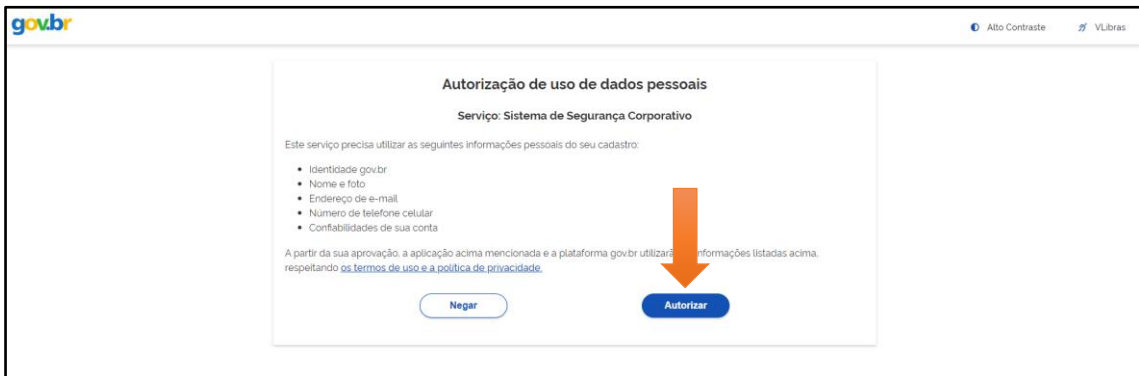 gov.br
Alto Contraste VLibras
Autorização de uso de dados pessoais
Serviço: Sistema de Segurança Corporativo
Este serviço precisa utilizar as seguintes informações pessoais do seu cadastro:
• Identidade gov.br
• Nome e foto
• Endereço de e-mail
• Número de telefone celular
• Confiabilidades de sua conta
A partir da sua aprovação, a aplicação acima mencionada e a plataforma gov.br utilizar nformações listadas acima,
respeitando os termos de uso e a política de privacidade.
Negar Autorizar